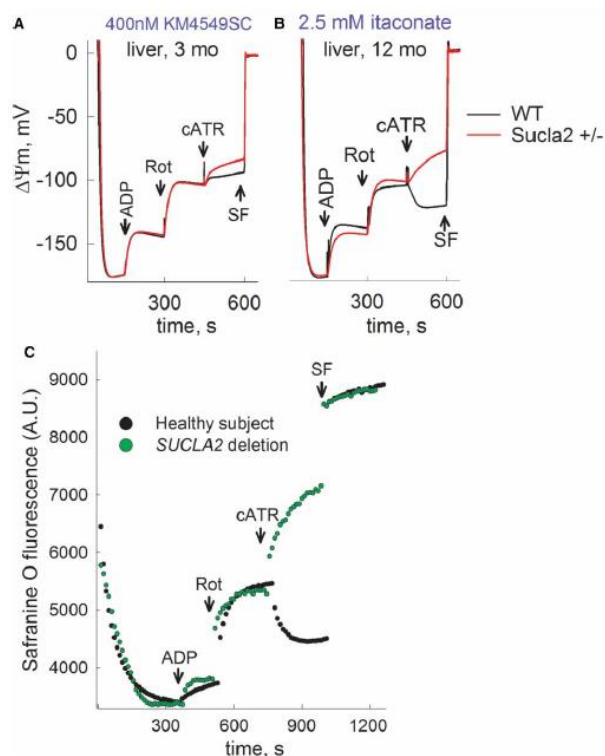 A
400nM KM4549SC
liver, 3 mo
B
2.5 mM itaconate
liver, 12 mo
WT
Sucla2 +/-
ΔΨm, mV
0
-50
-100
-150
ADP
Rot
cATR
SF
ADP
Rot
cATR
SF
300
600
300
600
time, s
time, s
C
Safranine O fluorescence (A.U.)
9000
8000
7000
6000
5000
4000
Healthy subject
SUCLA2 deletion
SF
cATR
Rot
ADP
300
600
900
1200
time, s